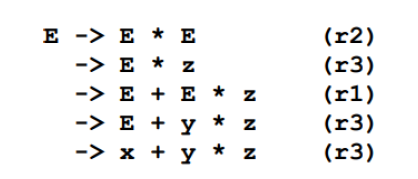 E -> E * E (r2)
-> E * z (r3)
-> E + E * z (r1)
-> E + y * z (r3)
-> x + y * z (r3)